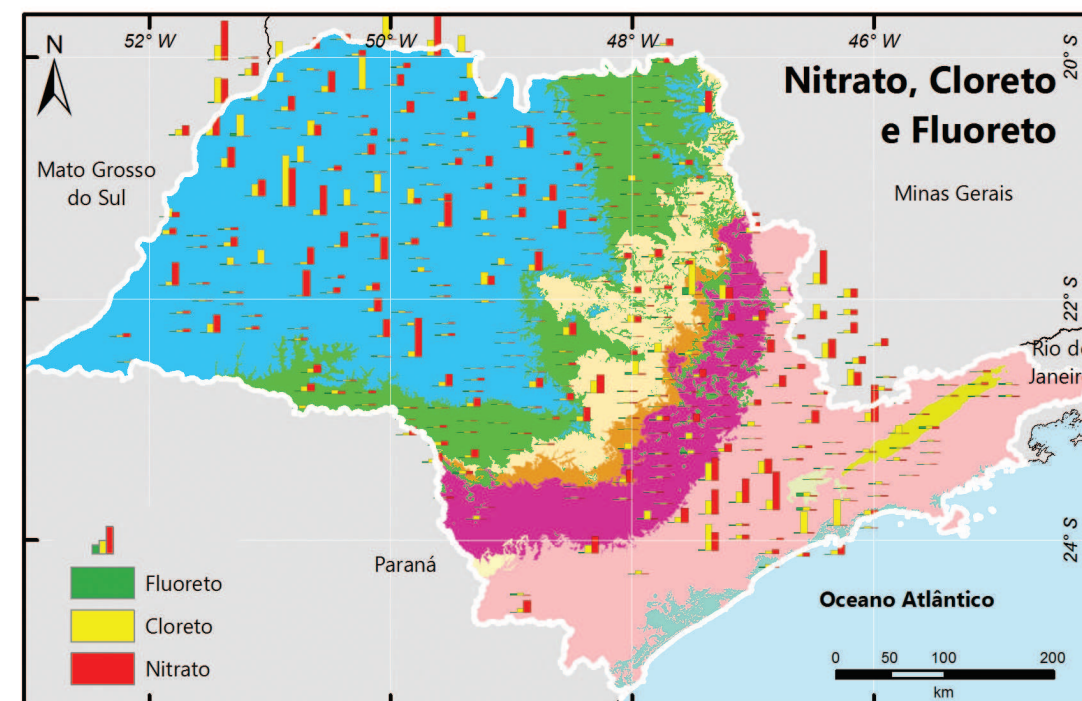 N
52° W
50° W
48° W
46° W
20° S
Nitrato, Cloreto
e Fluoreto
Mato Grosso
do Sul
Minas Gerais
22° S
Rio de
Janeiro
24° S
Paraná
Fluoreto
Cloreto
Nitrato
Oceano Atlântico
0 50 100 200
km